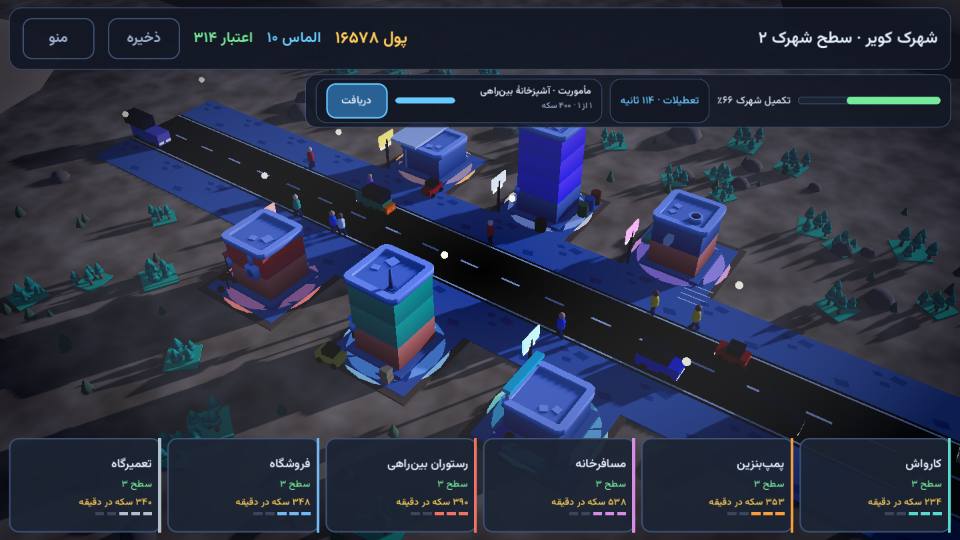 شهرک کویر · سطح شهرک ۲
پول ۱۶۵۷۸
الماس ۱۰
اعتبار ۳۱۴
ذخیره
منو
تکمیل شهرک ۶۶٪
تعطیلات · ۱۱۴ ثانیه
مأموریت · آشپزخانهٔ بین‌راهی
۱ از ۱ · ۴۰۰ سکه
دریافت
کارواش
سطح ۳
۲۳۴ سکه در دقیقه
پمپ‌بنزین
سطح ۳
۳۵۳ سکه در دقیقه
مسافرخانه
سطح ۳
۵۳۸ سکه در دقیقه
رستوران بین‌راهی
سطح ۳
۳۹۰ سکه در دقیقه
فروشگاه
سطح ۳
۳۴۸ سکه در دقیقه
تعمیرگاه
سطح ۳
۳۴۰ سکه در دقیقه